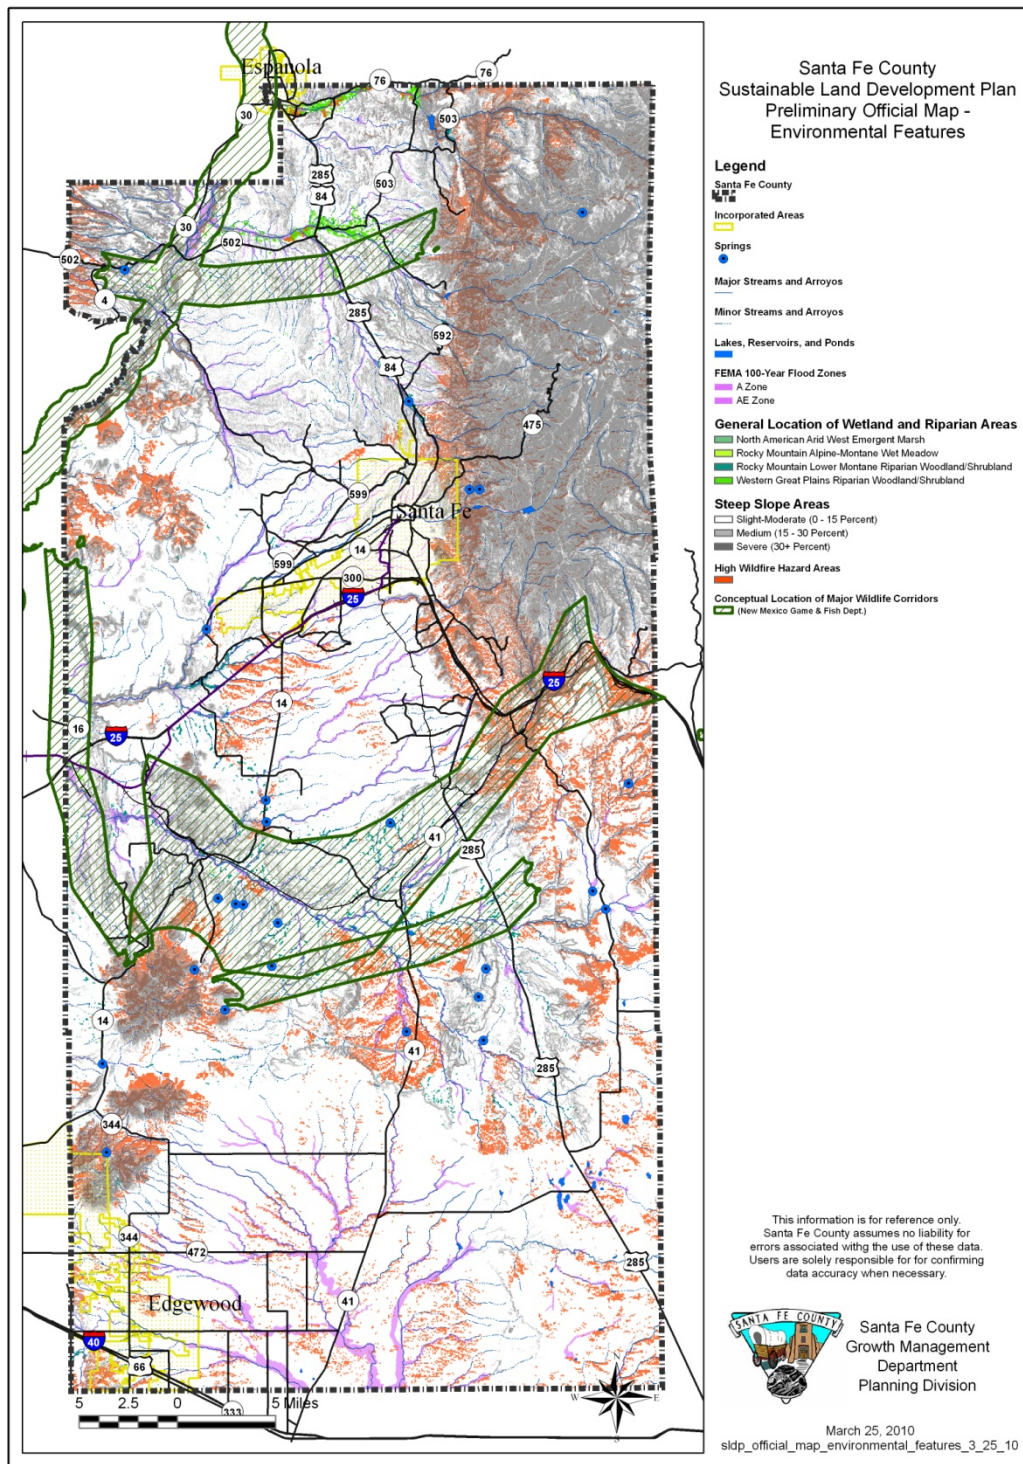 Santa Fe County
Sustainable Land Development Plan
Preliminary Official Map -
Environmental Features
Legend
Santa Fe County
Incorporated Areas
Springs
Major Streams and Arroyos
Minor Streams and Arroyos
Lakes, Reservoirs, and Ponds
FEMA 100-Year Flood Zones
A Zone
AE Zone
General Location of Wetland and Riparian Areas
North American Arid West Emergent Marsh
Rocky Mountain Alpine-Montane Wet Meadow
Rocky Mountain Lower Montane Riparian Woodland/Shrubland
Western Great Plains Riparian Woodland/Shrubland
Steep Slope Areas
Slight-Moderate (0 - 15 Percent)
Medium (15 - 30 Percent)
Severe (30+ Percent)
High Wildfire Hazard Areas
Conceptual Location of Major Wildlife Corridors
(New Mexico Game & Fish Dept.)
Espanola
76
76
30
503
285
84
503
30
502
502
4
285
592
84
475
599
Santa Fe
14
599
300
25
25
14
16
25
41
285
14
41
285
344
344
472
285
Edgewood
41
40
66
333
5 2.5 0 5 Miles
W
E
S
This information is for reference only.
Santa Fe County assumes no liability for
errors associated withg the use of these data.
Users are solely responsible for for confirming
data accuracy when necessary.
SANTA FE COUNTY
Santa Fe County
Growth Management
Department
Planning Division
March 25, 2010
sldp_official_map_environmental_features_3_25_10